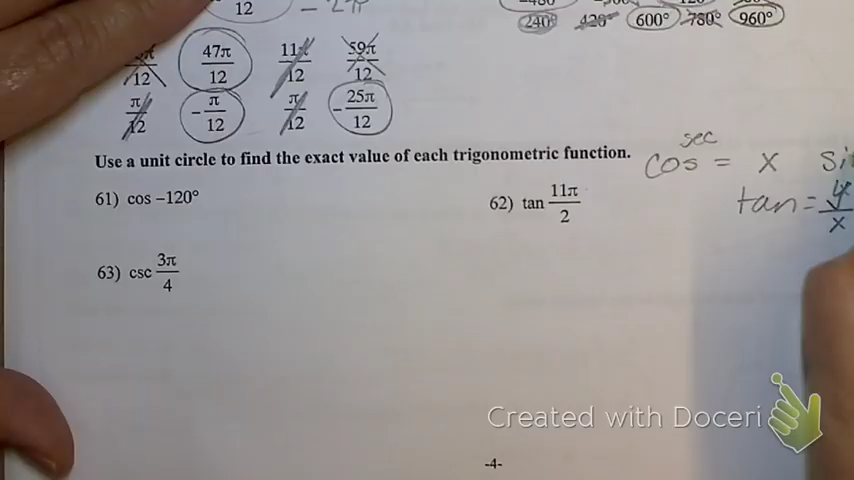 12 - 2π
240° 420° 600° 780° 960°
12 47π/12 11π/12 59π/12
π/12 -π/12 π/12 -25π/12
Use a unit circle to find the exact value of each trigonometric function.
sec
cos = x si
61) cos -120°
62) tan 11π/2
tan = y/x
63) csc 3π/4
Created with Doceri
-4-